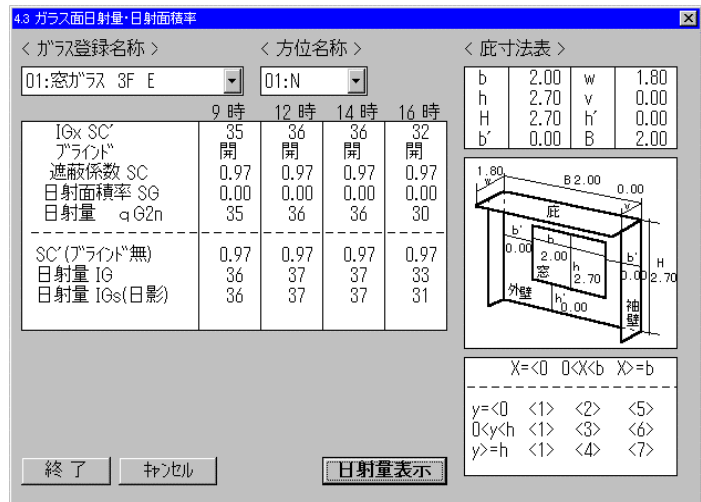 4.3 ガラス面日射量・日射面積率
< ｶﾞﾗｽ登録名称 > < 方位名称 > < 庇寸法表 >
01:窓ｶﾞﾗｽ 3F E 01:N
b 2.00 w 1.80
h 2.70 v 0.00
H 2.70 h´ 0.00
b´ 0.00 B 2.00
9 時 12 時 14 時 16 時
IGx SC´ 35 36 36 32
ﾌﾞﾗｲﾝﾄﾞ 開 開 開 開
遮蔽係数 SC 0.97 0.97 0.97 0.97
日射面積率 SG 0.00 0.00 0.00 0.00
日射量 qG2n 35 36 36 30
SC´(ﾌﾞﾗｲﾝﾄﾞ無) 0.97 0.97 0.97 0.97
日射量 IG 36 37 37 33
日射量 IGs(日影) 36 37 37 31
1.80
w
B 2.00
0.00
v
庇
b´
0.00
b
2.00
窓
h
2.70
b´
0.00
H
2.70
外壁
h´
0.00
袖壁
X=<0 0<X<b X>=b
y=<0 <1> <2> <5>
0<y<h <1> <3> <6>
y>=h <1> <4> <7>
終 了 ｷｬﾝｾﾙ 日射量表示